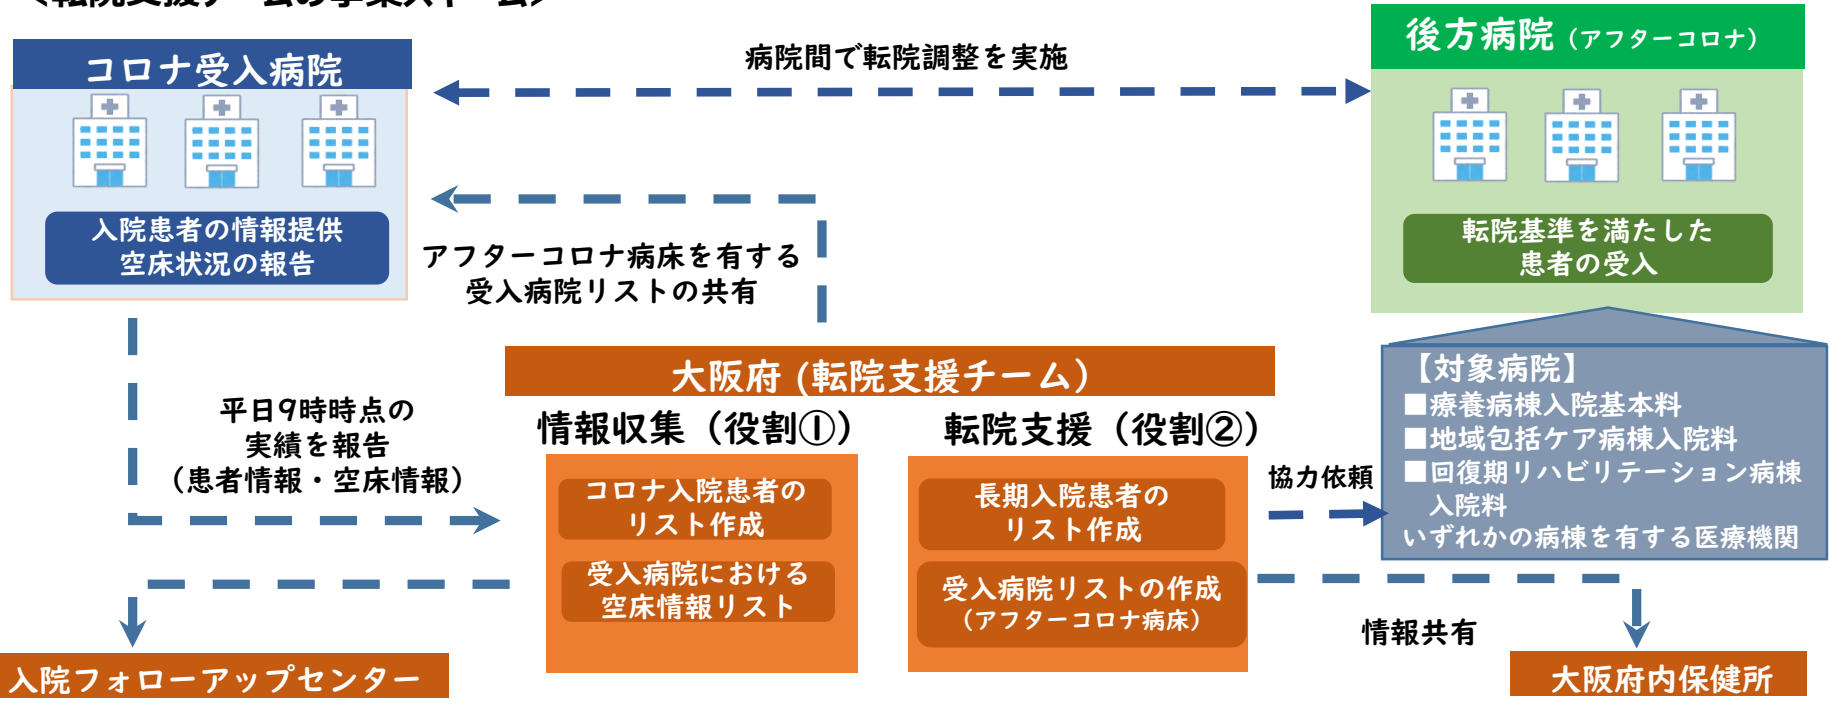 ＜転院支援チームの事業スキーム＞
コロナ受入病院
入院患者の情報提供
空床状況の報告
病院間で転院調整を実施
後方病院（アフターコロナ）
転院基準を満たした
患者の受入
アフターコロナ病床を有する
受入病院リストの共有
平日9時時点の
実績を報告
（患者情報・空床情報）
大阪府（転院支援チーム）
情報収集（役割①）
コロナ入院患者の
リスト作成
受入病院における
空床情報リスト
転院支援（役割②）
長期入院患者の
リスト作成
受入病院リストの作成
（アフターコロナ病床）
協力依頼
【対象病院】
■療養病棟入院基本料
■地域包括ケア病棟入院料
■回復期リハビリテーション病棟
入院料
いずれかの病棟を有する医療機関
情報共有
入院フォローアップセンター
大阪府内保健所